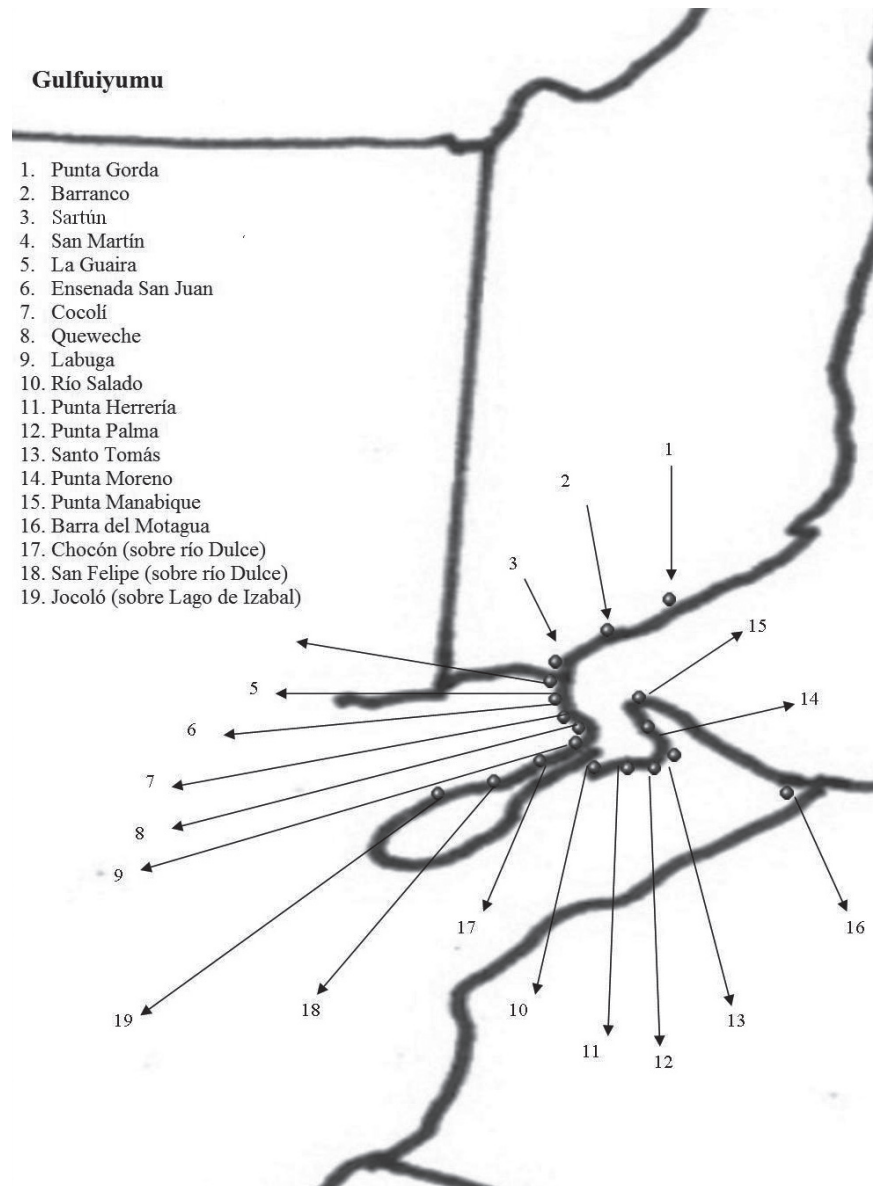 Gulfuiyumu
1. Punta Gorda
2. Barranco
3. Sartún
4. San Martín
5. La Guaira
6. Ensenada San Juan
7. Cocolí
8. Queweche
9. Labuga
10. Río Salado
11. Punta Herrería
12. Punta Palma
13. Santo Tomás
14. Punta Moreno
15. Punta Manabique
16. Barra del Motagua
17. Chocón (sobre río Dulce)
18. San Felipe (sobre río Dulce)
19. Jocoló (sobre Lago de Izabal)
1
2
3
15
5
14
6
7
8
9
17
16
19
18
10
13
11
12